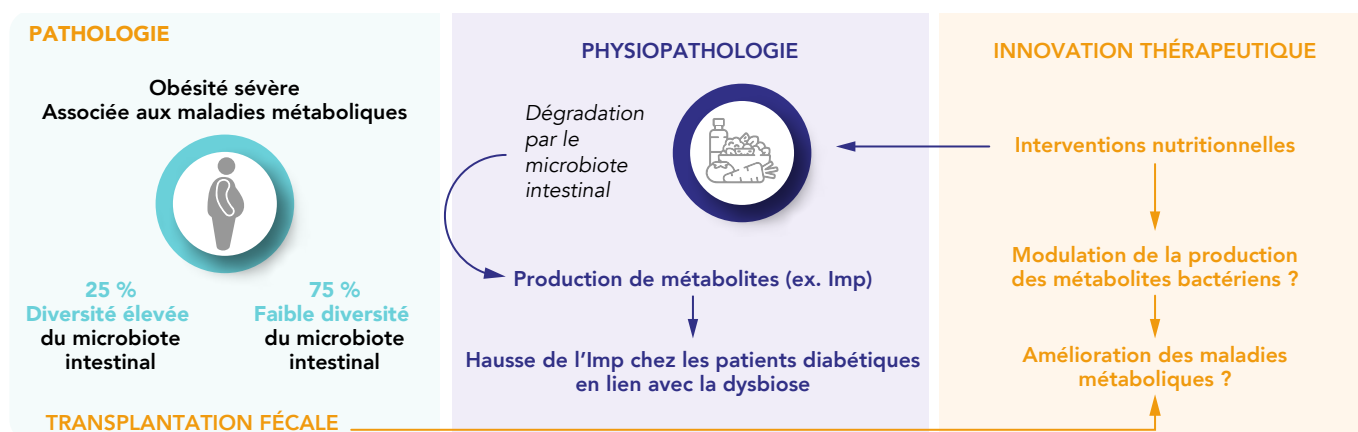 PATHOLOGIE
Obésité sévère
Associée aux maladies métaboliques
25 %
Diversité élevée
du microbiote
intestinal
75 %
Faible diversité
du microbiote
intestinal
TRANSPLANTATION FÉCALE
PHYSIOPATHOLOGIE
Dégradation
par le
microbiote
intestinal
Production de métabolites (ex. Imp)
Hausse de l’Imp chez les patients diabétiques
en lien avec la dysbiose
INNOVATION THÉRAPEUTIQUE
Interventions nutritionnelles
Modulation de la production
des métabolites bactériens ?
Amélioration des maladies
métaboliques ?